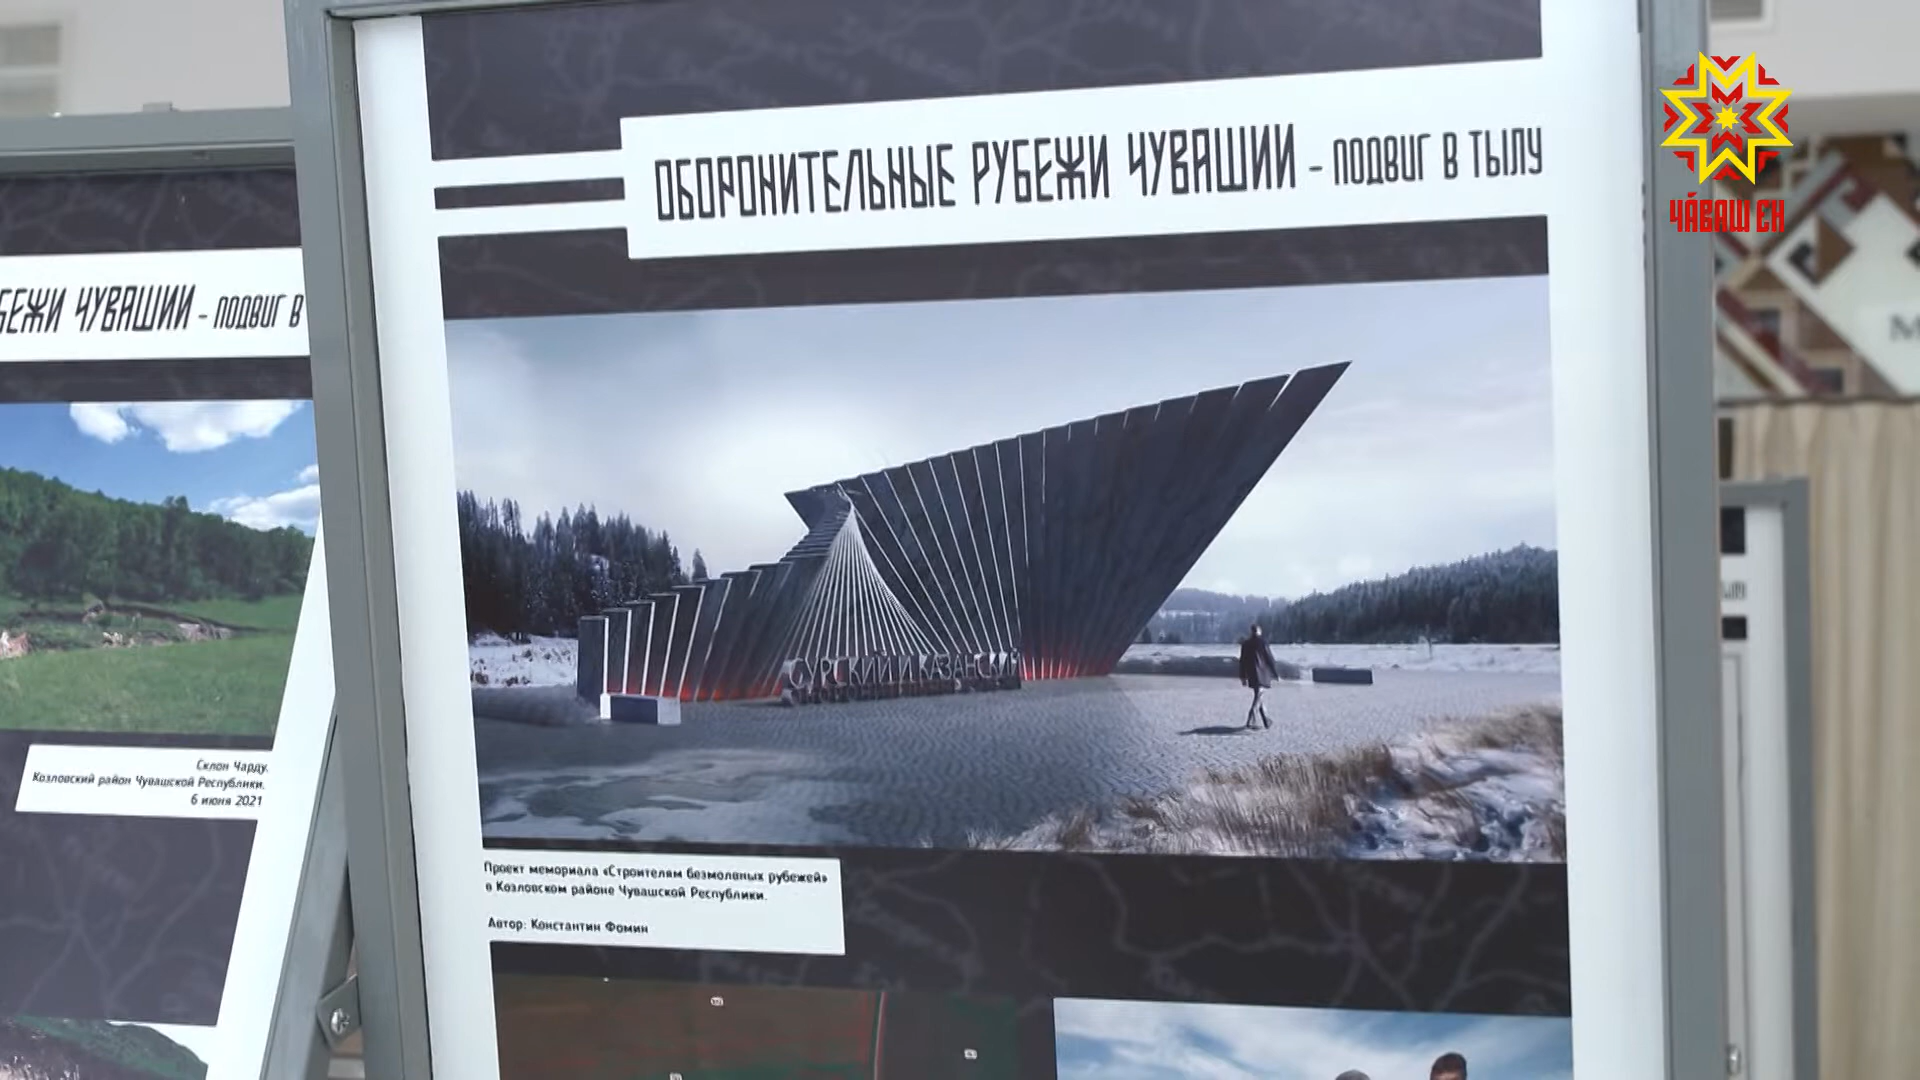 ОБОРОНИТЕЛЬНЫЕ РУБЕЖИ ЧУВАШИИ – ПОДВИГ В ТЫЛУ
ЧӐВАШ ЕН
БЕЖИ ЧУВАШИИ – ПОДВИГ В
СУРСКИЙ И КАЗАНСКИЙ
Склон Чарду.
Козловский район Чувашской Республики.
6 июня 2021
Проект мемориала «Строителям безмолвных рубежей»
в Козловском районе Чувашской Республики.
Автор: Константин Фомин